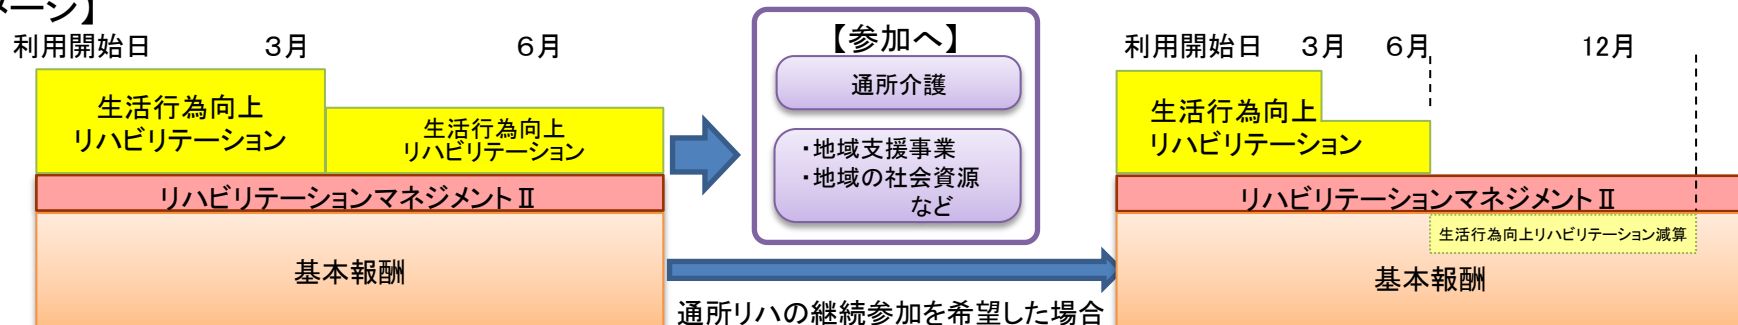 メージ】
利用開始日 3月 6月
生活行為向上
リハビリテーション
生活行為向上
リハビリテーション
リハビリテーションマネジメントⅡ
基本報酬
【参加へ】
通所介護
・地域支援事業
・地域の社会資源
など
通所リハの継続参加を希望した場合
利用開始日 3月 6月 12月
生活行為向上
リハビリテーション
リハビリテーションマネジメントⅡ
生活行為向上リハビリテーション減算
基本報酬